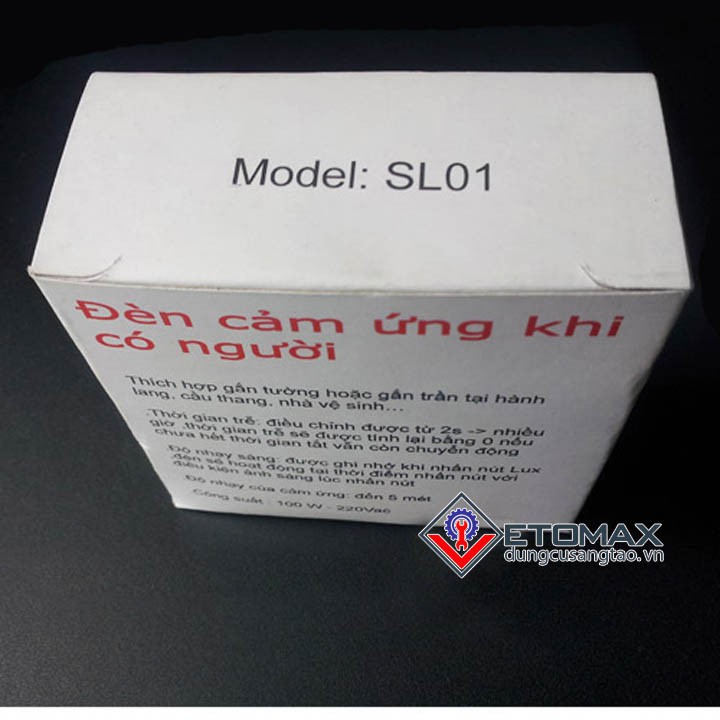 Model: SL01
Đèn cảm ứng khi
có người
Thích hợp gắn tường hoặc gắn trần tại hành
lang, cầu thang, nhà vệ sinh...
.Thời gian trễ: điều chỉnh được từ 2s -> nhiều
giờ ,thời gian trễ sẽ được tính lại bằng 0 nếu
chưa hết thời gian tắt vẫn còn chuyển động
.Độ nhạy sáng: được ghi nhớ khi nhấn nút Lux
,đèn sẽ hoạt động tại thời điểm nhấn nút với
điều kiện ánh sáng lúc nhấn nút
.Độ nhạy của cảm ứng: đến 5 mét
Công suất : 100 W - 220Vac
ETOMAX
dungcusangtao.vn